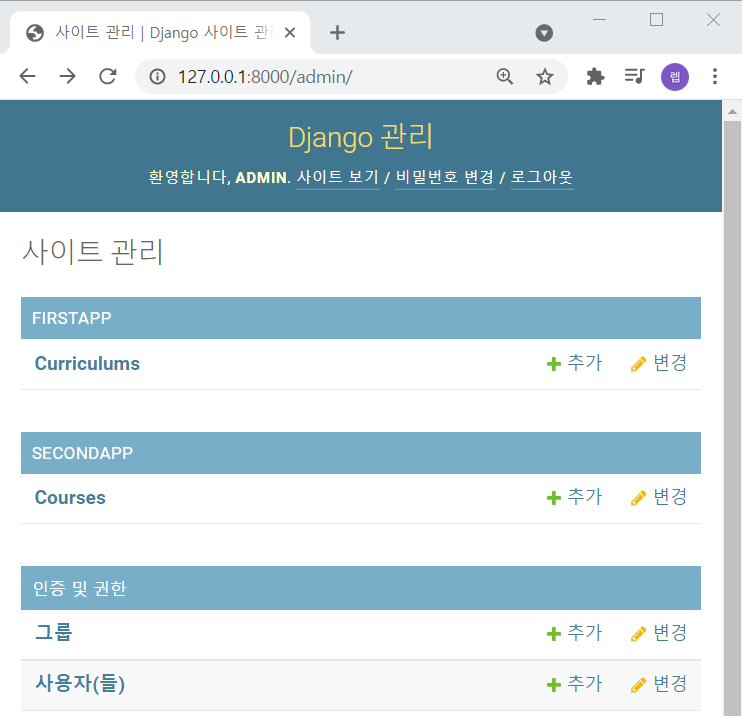 사이트 관리 | Django 사이트 관리
127.0.0.1:8000/admin/
렙
Django 관리
환영합니다, ADMIN. 사이트 보기 / 비밀번호 변경 / 로그아웃
사이트 관리
FIRSTAPP
Curriculums 추가 변경
SECONDAPP
Courses 추가 변경
인증 및 권한
그룹 추가 변경
사용자(들) 추가 변경